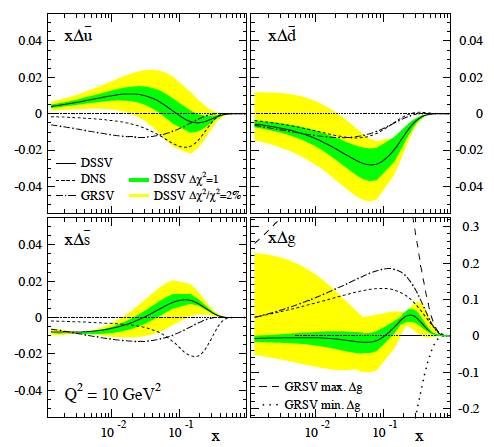 xΔū
xΔd̄
0.04
0.02
0
-0.02
-0.04
0.04
0.02
0
-0.02
-0.04
DSSV
DNS
GRSV
DSSV Δχ²=1
DSSV Δχ²/χ²=2%
xΔs̄
xΔg
0.04
0.02
0
-0.02
-0.04
0.3
0.2
0.1
0
-0.1
-0.2
Q² = 10 GeV²
GRSV max. Δg
GRSV min. Δg
10⁻² 10⁻¹ x
10⁻² 10⁻¹ x